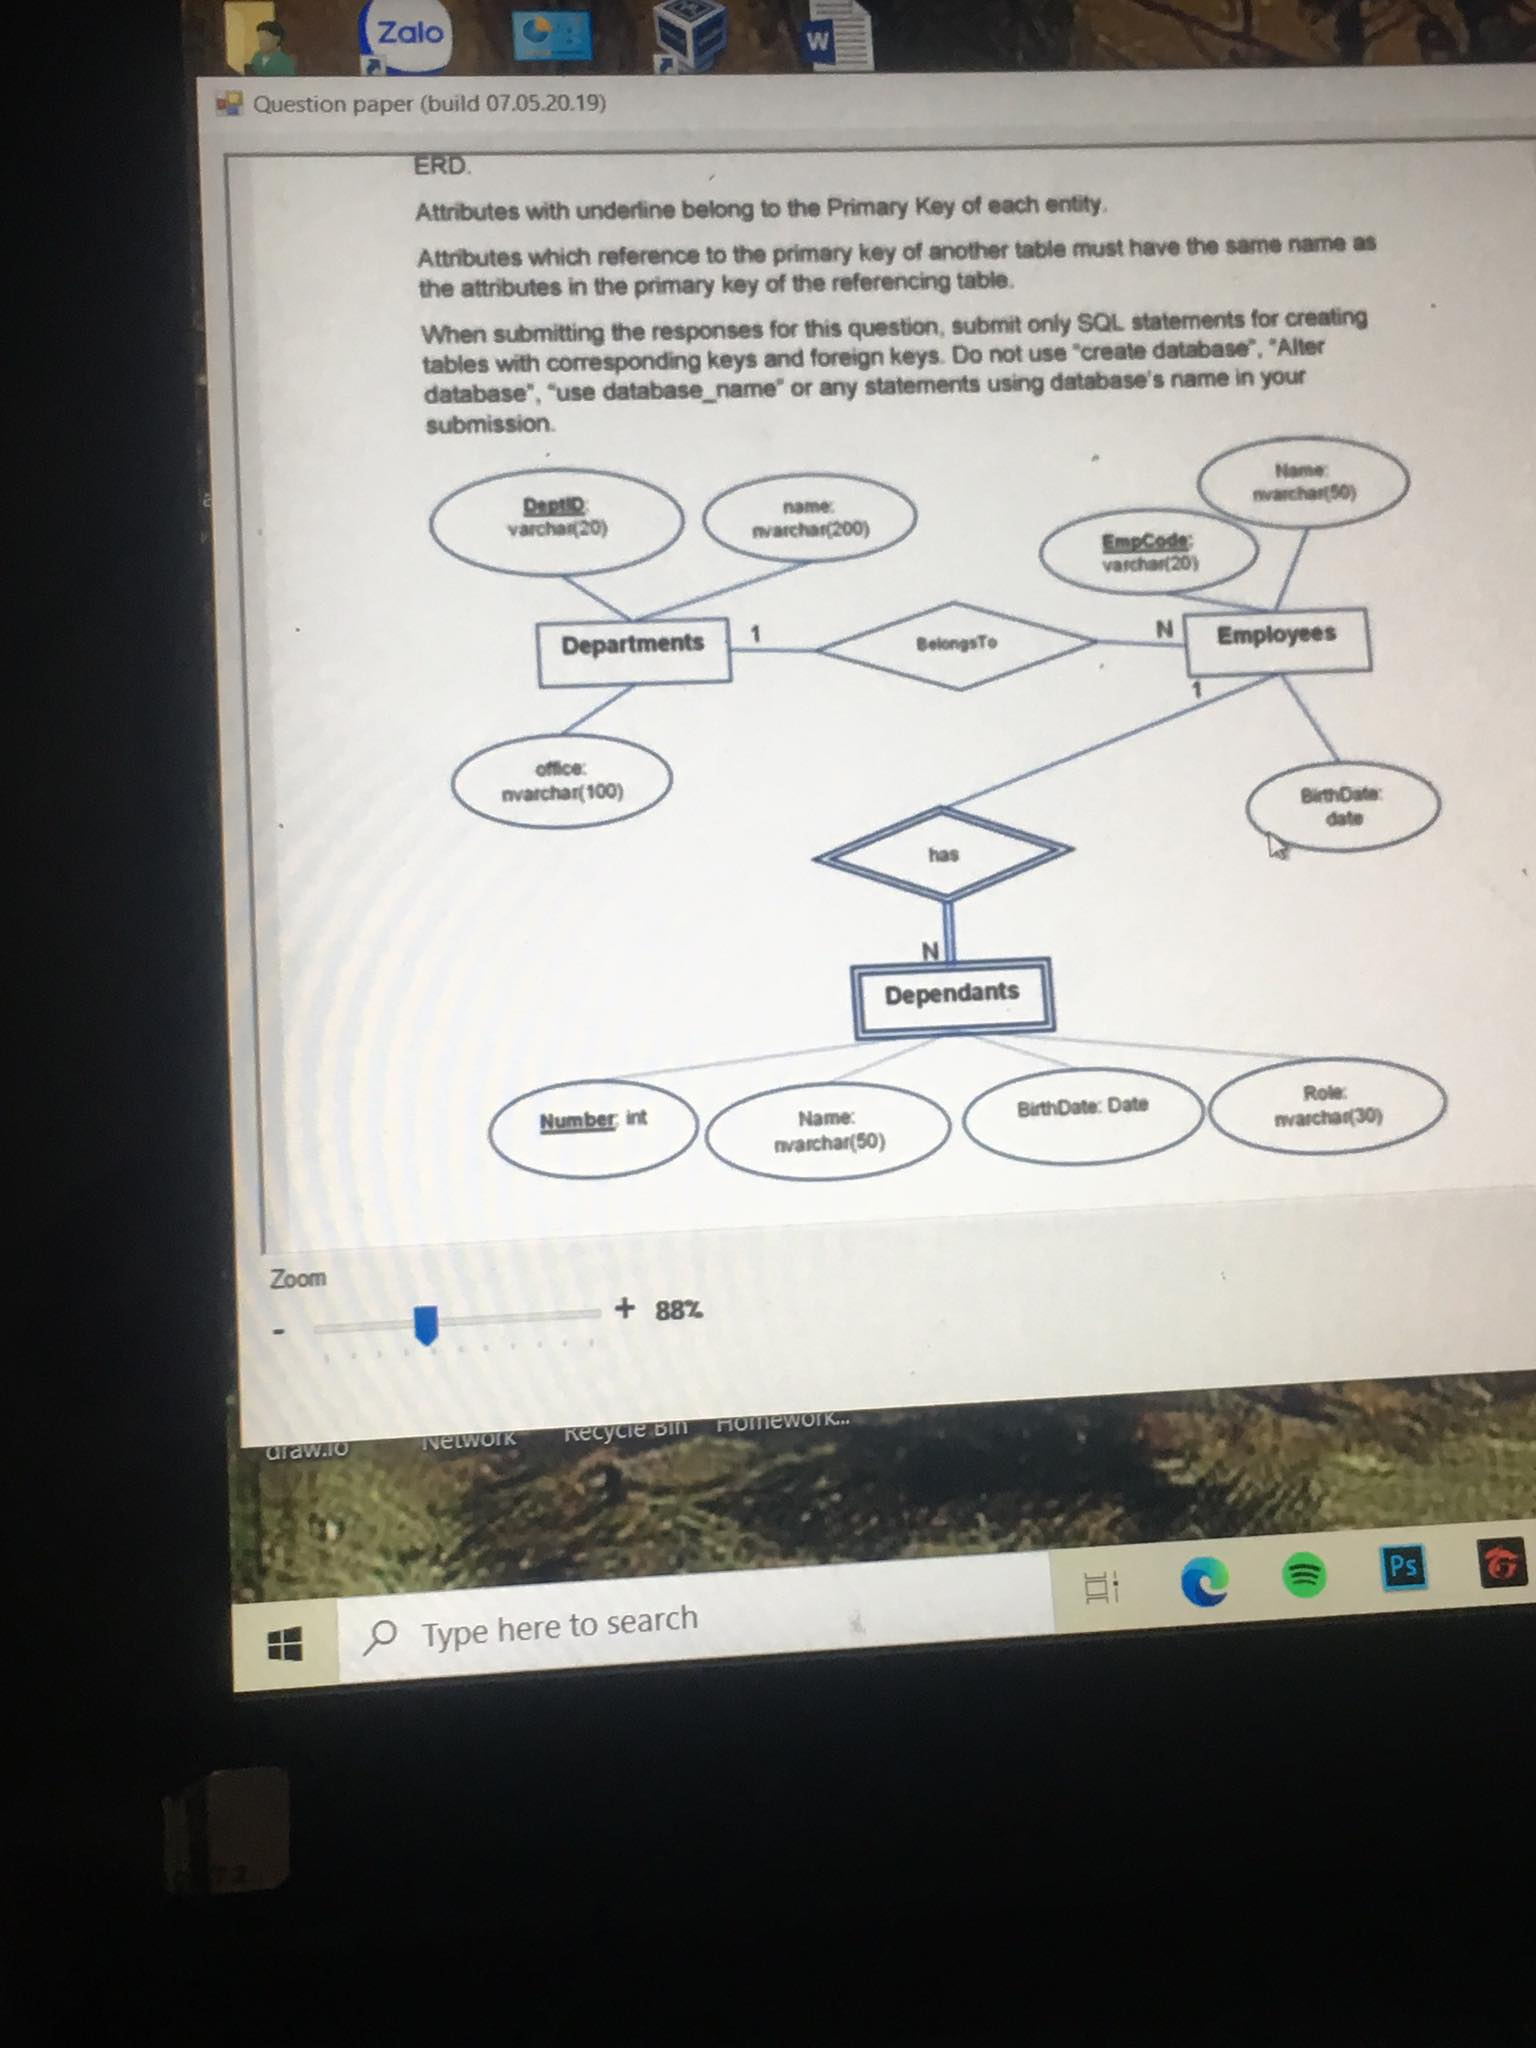 Zalo
W
Question paper (build 07.05.20.19)
ERD.
Attributes with underline belong to the Primary Key of each entity.
Attributes which reference to the primary key of another table must have the same name as
the attributes in the primary key of the referencing table.
When submitting the responses for this question, submit only SQL statements for creating
tables with corresponding keys and foreign keys. Do not use "create database", "Alter
database", "use database_name" or any statements using database's name in your
submission.
DeptID:
varchar(20)
name:
nvarchar(200)
EmpCode:
varchar(20)
Name:
nvarchar(50)
Departments
1
BelongsTo
N
Employees
1
office:
nvarchar(100)
BirthDate:
date
has
N
Dependants
Number: int
Name:
nvarchar(50)
BirthDate: Date
Role:
nvarchar(30)
Zoom
-
+ 88%
draw.io
Network
Recycle Bin
Homework...
Type here to search
Ps